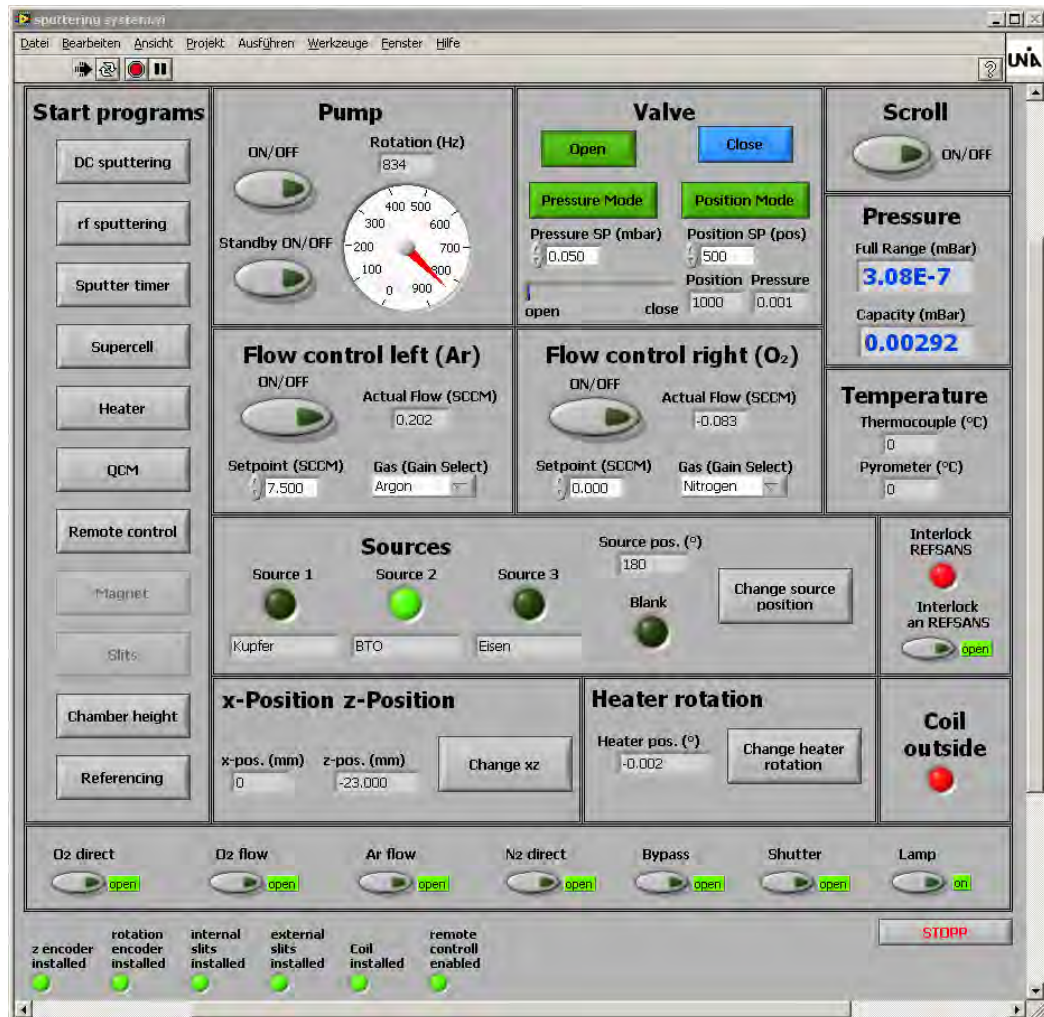 sputtering system.vi
Datei Bearbeiten Ansicht Projekt Ausführen Werkzeuge Fenster Hilfe
?
UNIA
Start programs
DC sputtering
rf sputtering
Sputter timer
Supercell
Heater
QCM
Remote control
Magnet
Slits
Chamber height
Referencing
Pump
ON/OFF
Rotation (Hz)
834
Standby ON/OFF
0 100 200 300 400 500 600 700 800 900
Valve
Open Close
Pressure Mode Position Mode
Pressure SP (mbar) Position SP (pos)
0.050 500
Position Pressure
1000 0.001
open close
Scroll
ON/OFF
Pressure
Full Range (mBar)
3.08E-7
Capacity (mBar)
0.00292
Flow control left (Ar)
ON/OFF
Actual Flow (SCCM)
0.202
Setpoint (SCCM) Gas (Gain Select)
7.500 Argon
Flow control right (O₂)
ON/OFF
Actual Flow (SCCM)
-0.083
Setpoint (SCCM) Gas (Gain Select)
0.000 Nitrogen
Temperature
Thermocouple (°C)
0
Pyrometer (°C)
0
Sources
Source 1 Source 2 Source 3
Kupfer BTO Eisen
Source pos. (°)
180
Blank
Change source
position
Interlock
REFSANS
Interlock
an REFSANS
open
x-Position z-Position
x-pos. (mm) z-pos. (mm)
0 -23.000
Change xz
Heater rotation
Heater pos. (°)
-0.002
Change heater
rotation
Coil
outside
O2 direct O2 flow Ar flow N2 direct Bypass Shutter Lamp
open open open open open open on
z encoder
installed
rotation
encoder
installed
internal
slits
installed
external
slits
installed
Coil
installed
remote
controll
enabled
STOPP